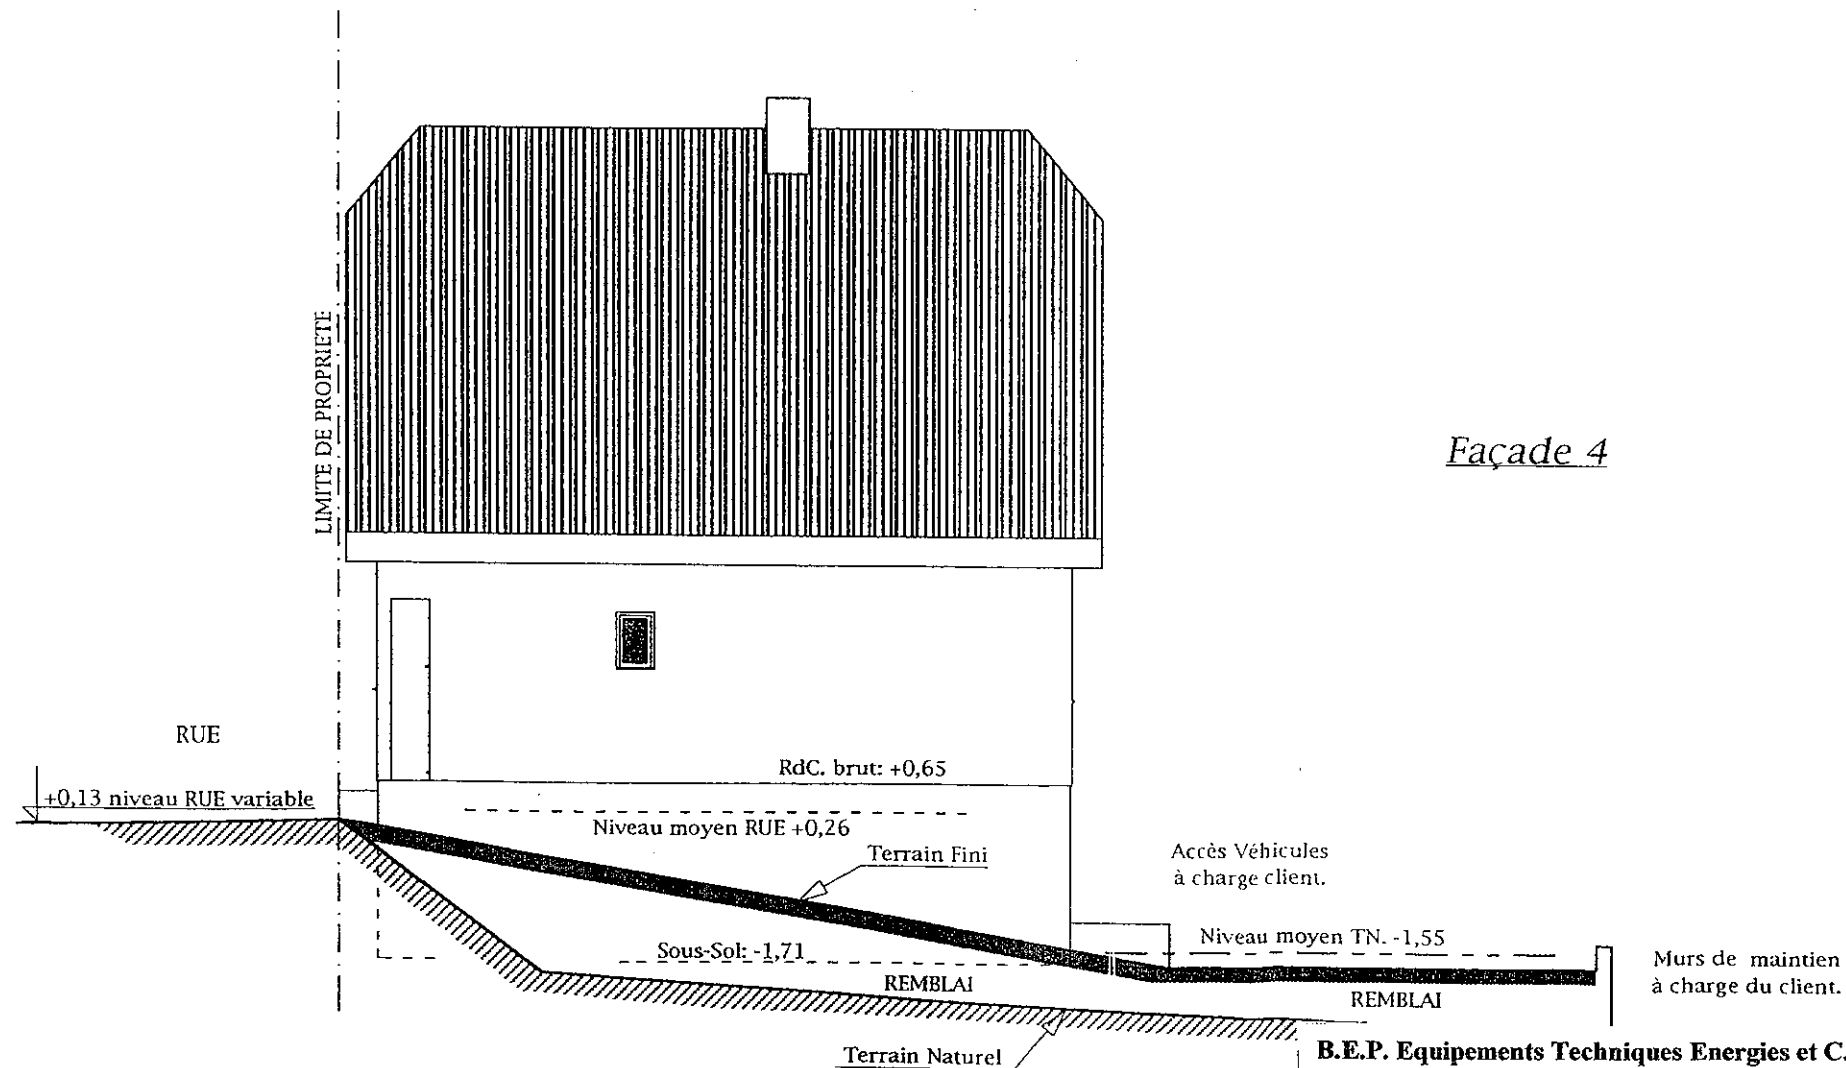 LIMITE DE PROPRIETE
Façade 4
RUE
RdC. brut: +0,65
+0,13 niveau RUE variable
Niveau moyen RUE +0,26
Terrain Fini
Accès Véhicules
à charge client.
Niveau moyen TN. -1,55
Sous-Sol: -1,71
Murs de maintien
à charge du client.
REMBLAI
REMBLAI
Terrain Naturel
B.E.P. Equipements Techniques Energies et C.